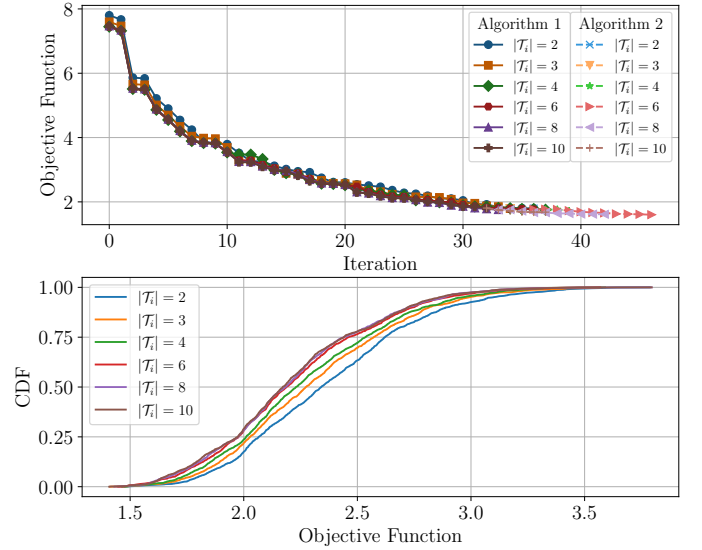 8
6
4
2
Objective Function
Algorithm 1
|𝒯ᵢ| = 2
|𝒯ᵢ| = 3
|𝒯ᵢ| = 4
|𝒯ᵢ| = 6
|𝒯ᵢ| = 8
|𝒯ᵢ| = 10
Algorithm 2
|𝒯ᵢ| = 2
|𝒯ᵢ| = 3
|𝒯ᵢ| = 4
|𝒯ᵢ| = 6
|𝒯ᵢ| = 8
|𝒯ᵢ| = 10
0 10 20 30 40
Iteration
1.00
0.75
0.50
0.25
0.00
CDF
|𝒯ᵢ| = 2
|𝒯ᵢ| = 3
|𝒯ᵢ| = 4
|𝒯ᵢ| = 6
|𝒯ᵢ| = 8
|𝒯ᵢ| = 10
1.5 2.0 2.5 3.0 3.5
Objective Function